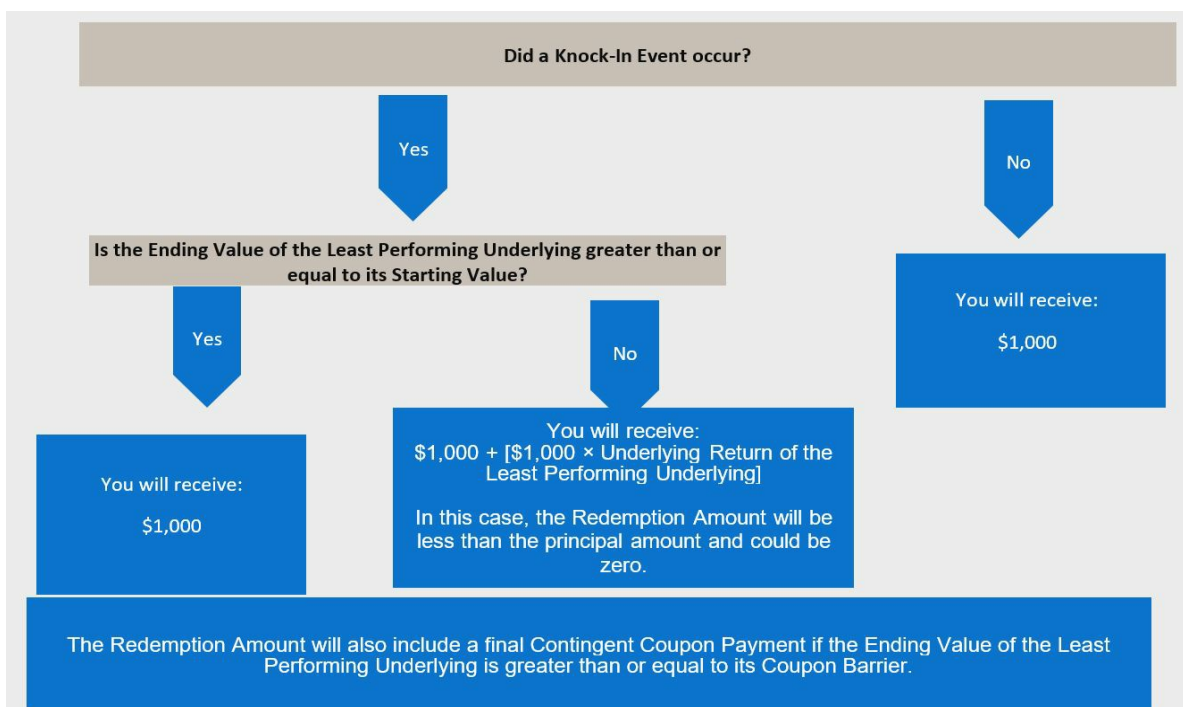 Did a Knock-In Event occur?
Yes
No
Is the Ending Value of the Least Performing Underlying greater than or
equal to its Starting Value?
You will receive:
$1,000
Yes
No
You will receive:
$1,000 + [$1,000 × Underlying Return of the
Least Performing Underlying]
In this case, the Redemption Amount will be
less than the principal amount and could be
zero.
You will receive:
$1,000
The Redemption Amount will also include a final Contingent Coupon Payment if the Ending Value of the Least
Performing Underlying is greater than or equal to its Coupon Barrier.